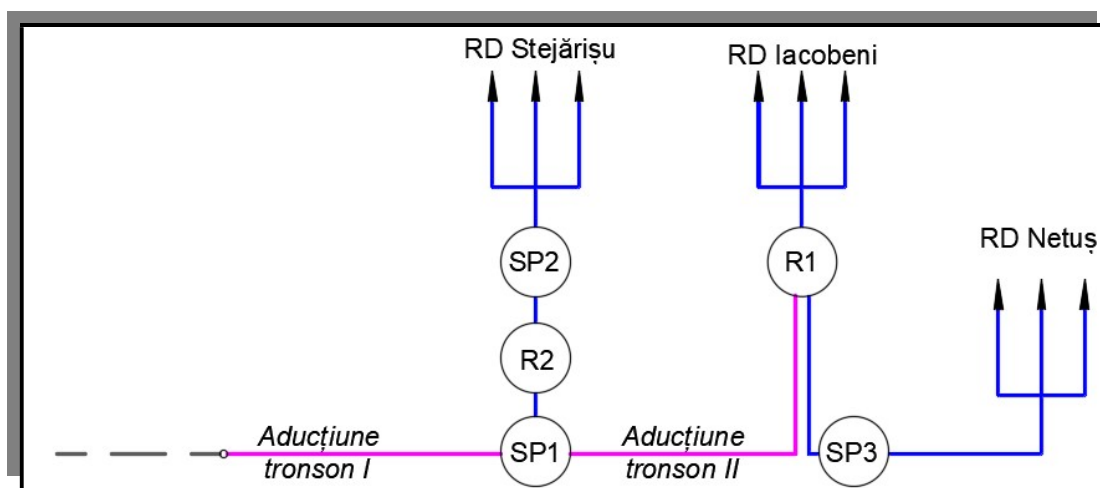 RD Stejărișu
RD Iacobeni
RD Netuș
SP2
R1
R2
Aducțiune
tronson I
SP1
Aducțiune
tronson II
SP3